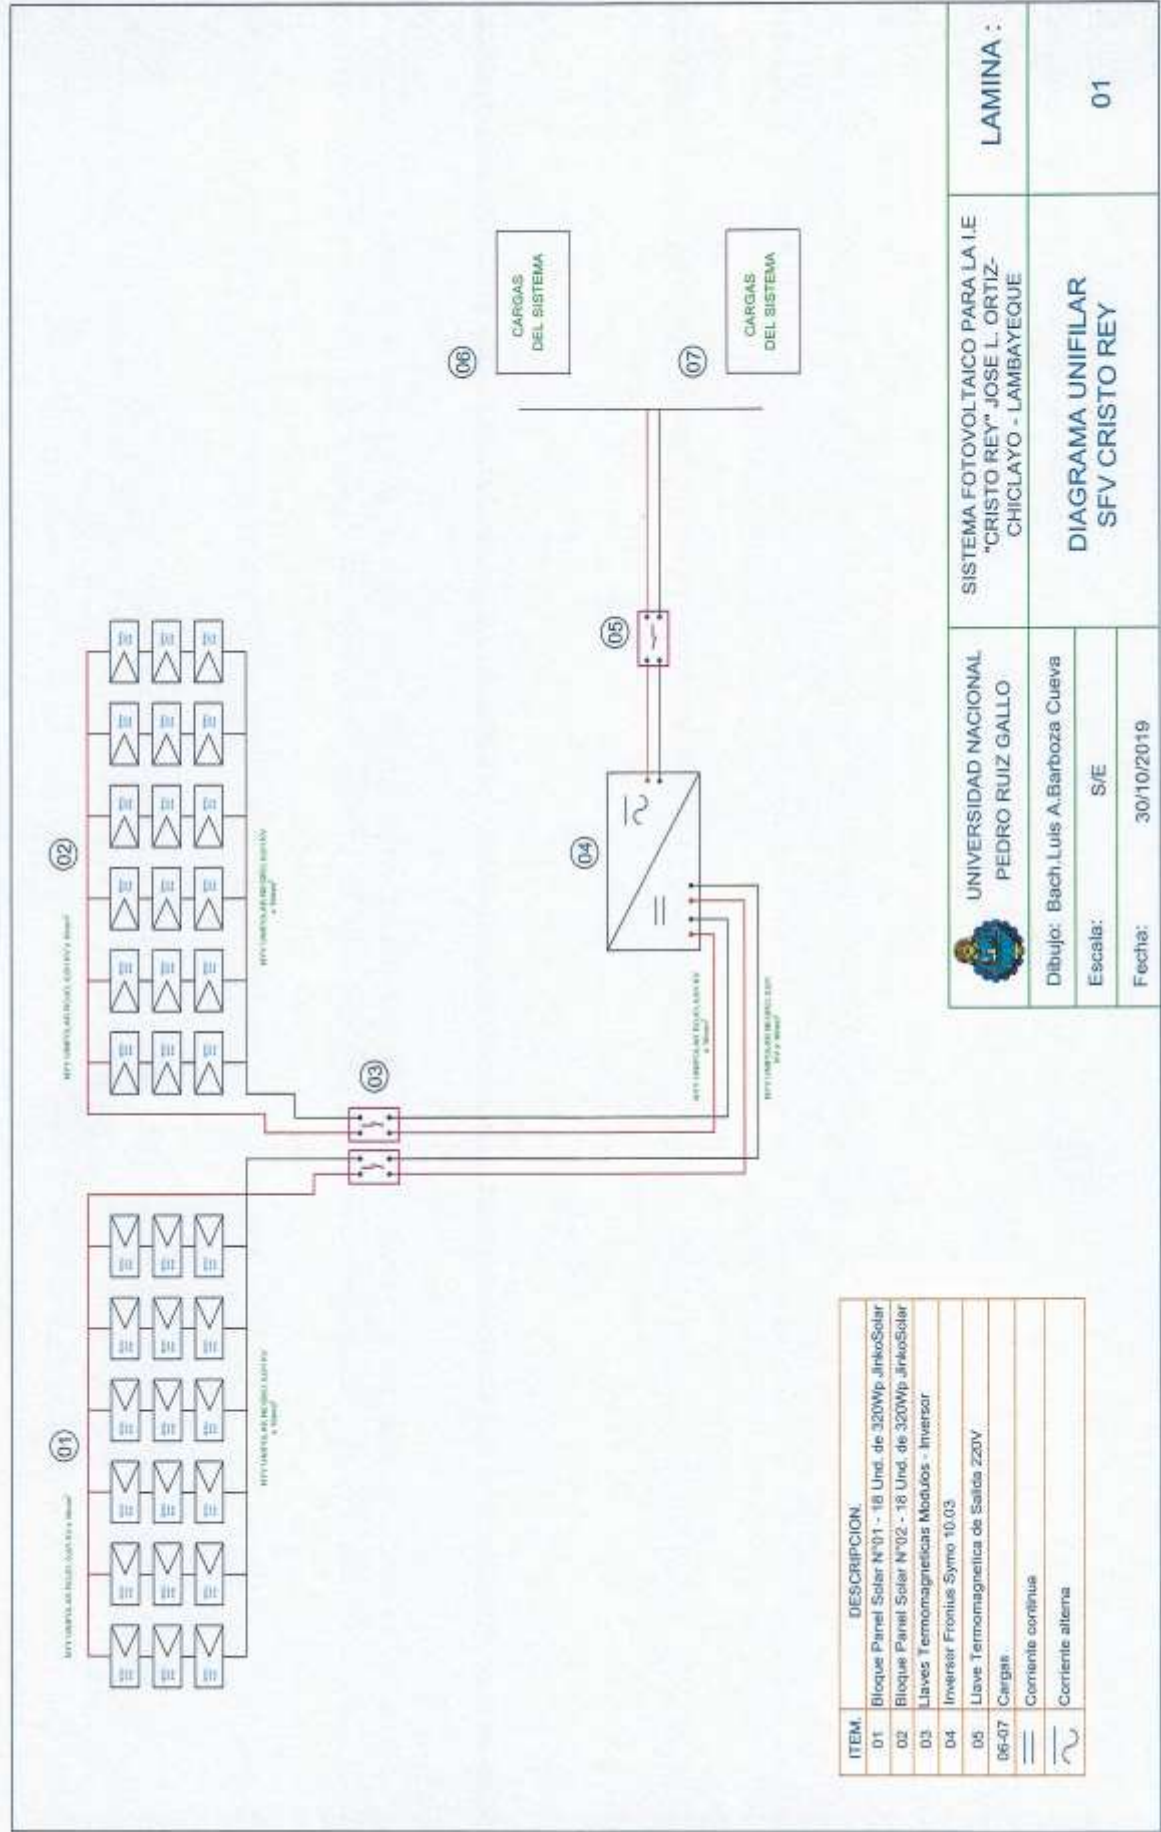 01
02
03
04
05
06
07
CARGAS
DEL SISTEMA
CARGAS
DEL SISTEMA
ITEM. DESCRIPCION.
01 Bloque Panel Solar N°01 - 18 Und. de 320Wp JinkoSolar
02 Bloque Panel Solar N°02 - 18 Und. de 320Wp JinkoSolar
03 Llaves Termomagneticas Modulos - Inversor
04 Inversor Fronius Symo 10.03
05 Llave Termomagnetica de Salida 220V
06-07 Cargas
Corriente continua
Corriente alterna
UNIVERSIDAD NACIONAL
PEDRO RUIZ GALLO
Dibujo: Bach.Luis A.Barboza Cueva
Escala: S/E
Fecha: 30/10/2019
SISTEMA FOTOVOLTAICO PARA LA I.E
"CRISTO REY" JOSE L. ORTIZ-
CHICLAYO - LAMBAYEQUE
DIAGRAMA UNIFILAR
SFV CRISTO REY
LAMINA :
01